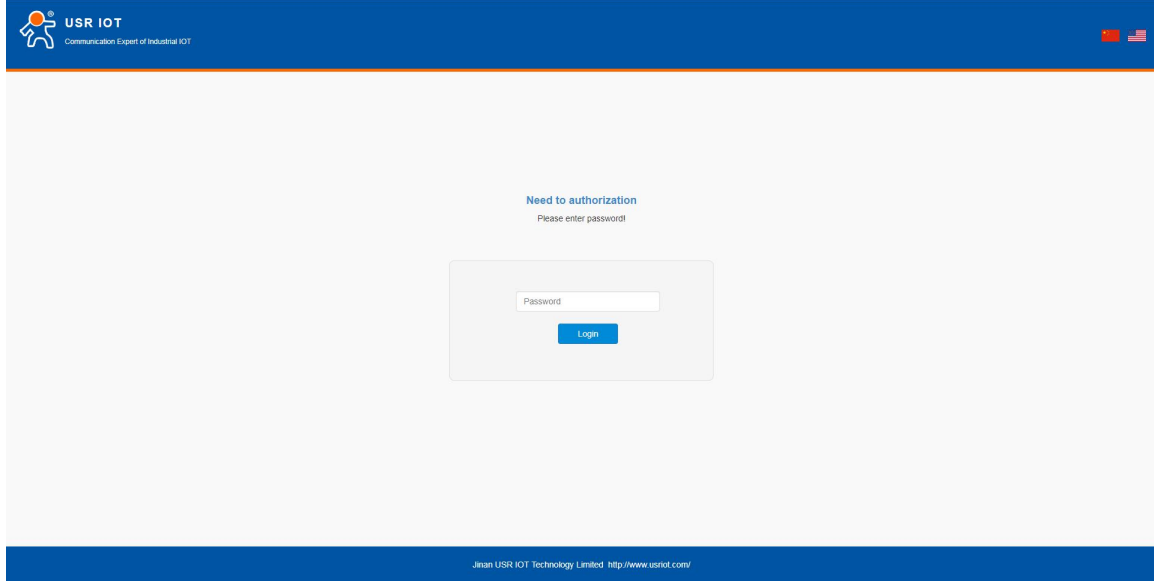 USR IOT
Communication Expert of Industrial IOT
Need to authorization
Please enter password!
Password
Login
Jinan USR IOT Technology Limited http://www.usriot.com/